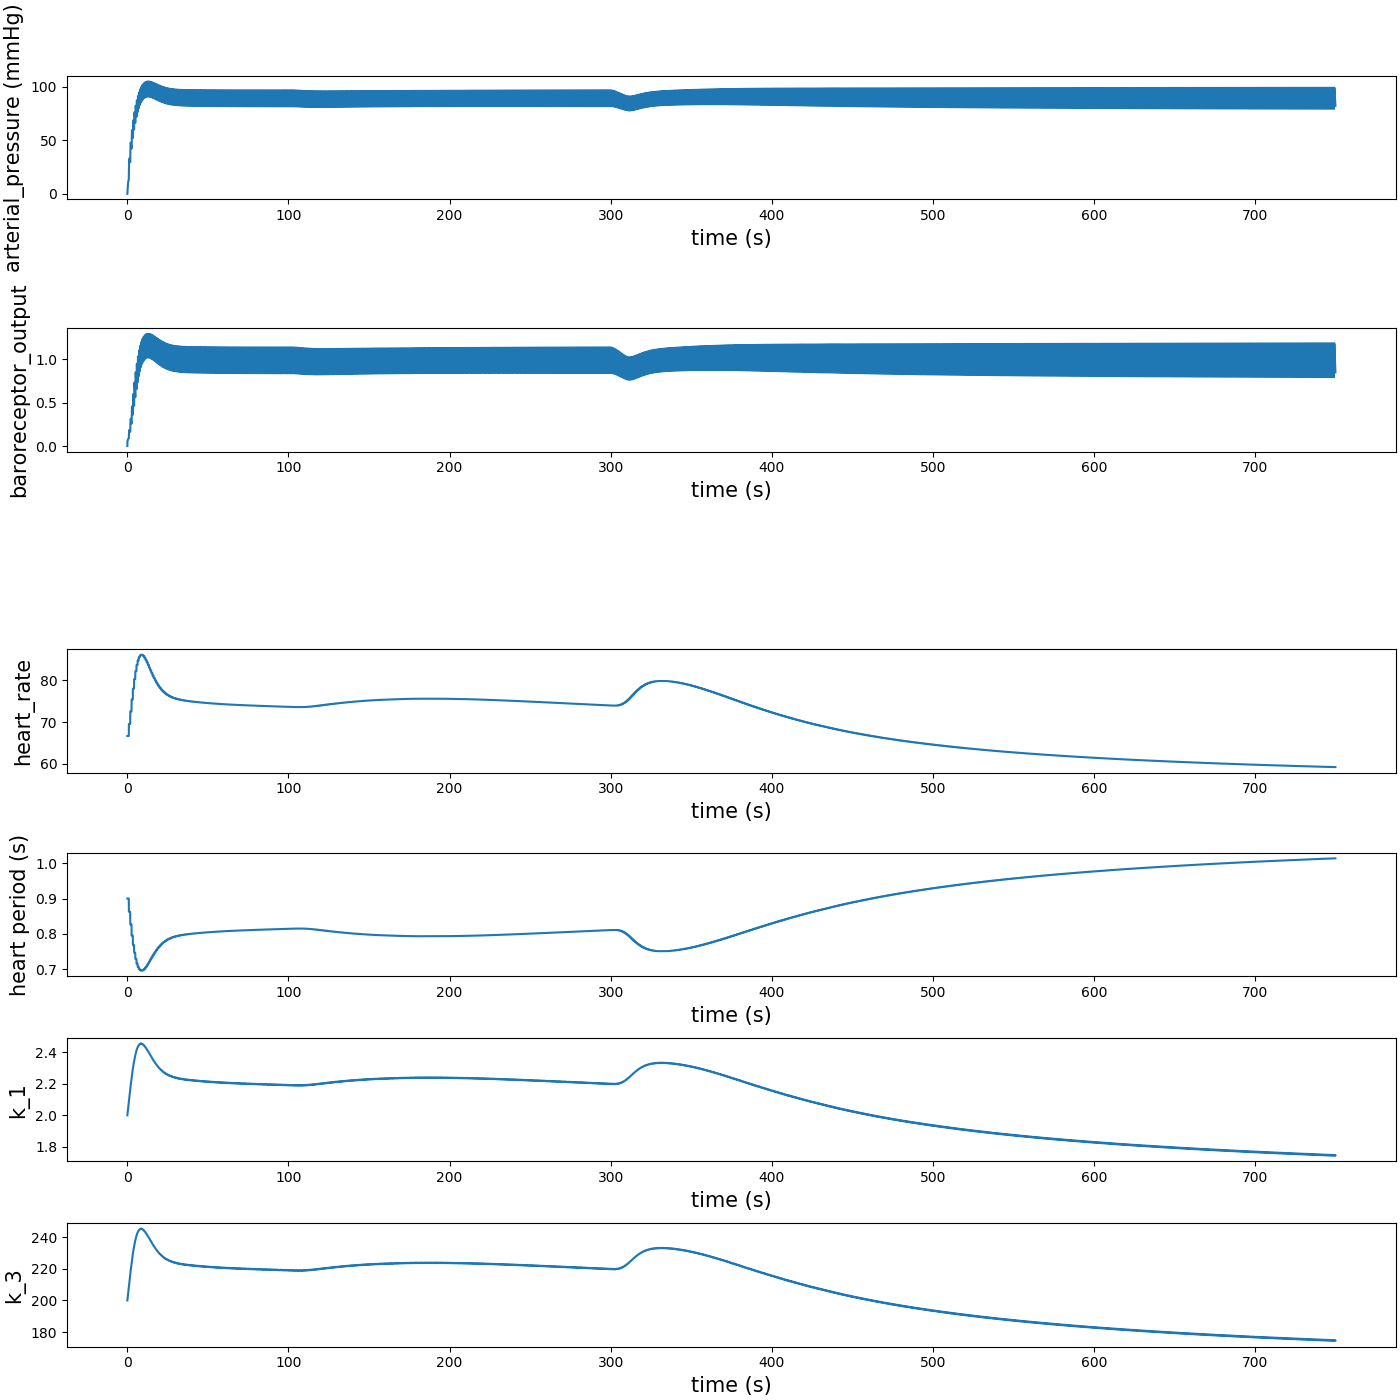 arterial_pressure (mmHg)
100
50
0
0 100 200 300 400 500 600 700
time (s)
baroreceptor_output
1.0
0.5
0.0
0 100 200 300 400 500 600 700
time (s)
heart_rate
80
70
60
0 100 200 300 400 500 600 700
time (s)
heart period (s)
1.0
0.9
0.8
0.7
0 100 200 300 400 500 600 700
time (s)
k_1
2.4
2.2
2.0
1.8
0 100 200 300 400 500 600 700
time (s)
k_3
240
220
200
180
0 100 200 300 400 500 600 700
time (s)